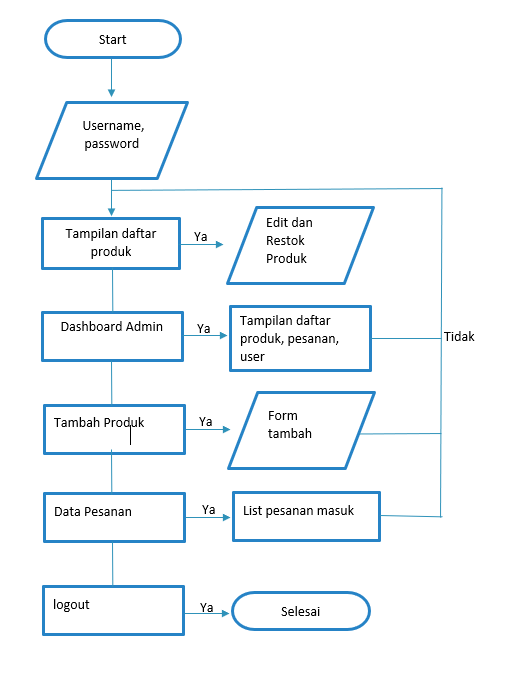 Start
Username,
password
Tampilan daftar
produk
Ya
Edit dan
Restok
Produk
Dashboard Admin
Ya
Tampilan daftar
produk, pesanan,
user
Tidak
Tambah Produk
Ya
Form
tambah
Data Pesanan
Ya
List pesanan masuk
logout
Ya
Selesai